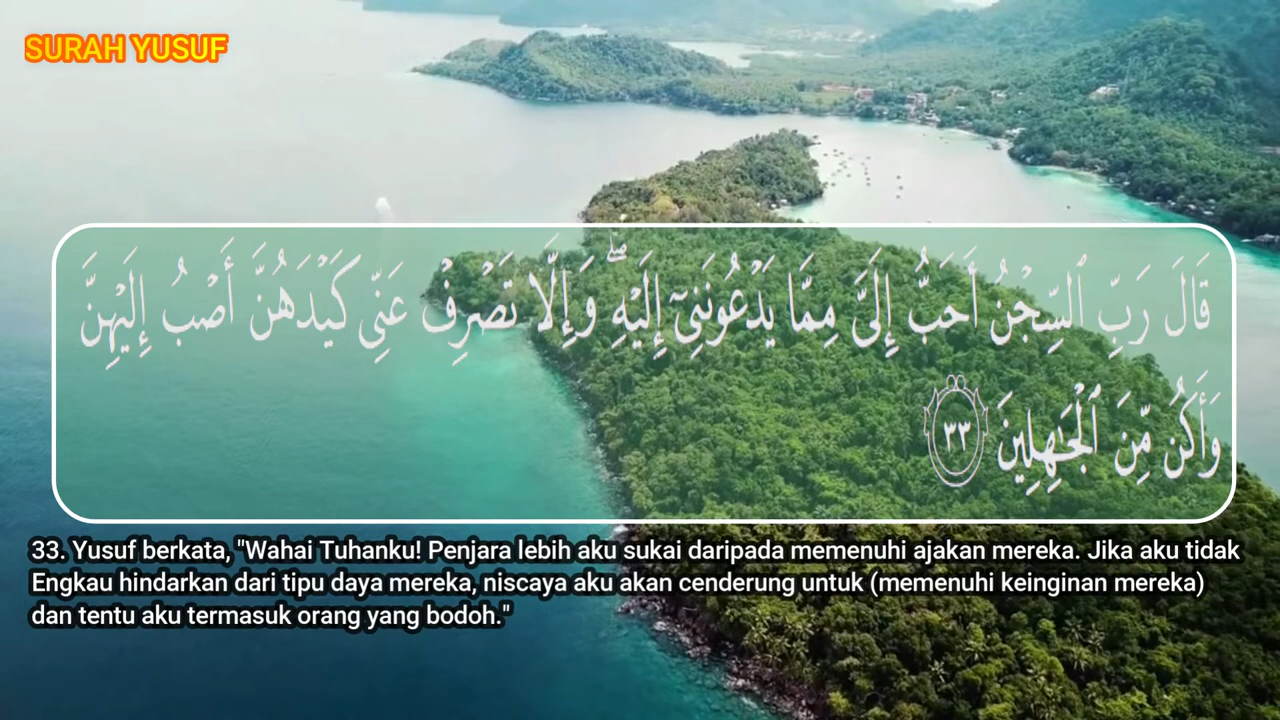 SURAH YUSUF
قَالَ رَبِّ ٱلسِّجْنُ أَحَبُّ إِلَىَّ مِمَّا يَدْعُونَنِىٓ إِلَيْهِ ۖ وَإِلَّا تَصْرِفْ عَنِّى كَيْدَهُنَّ أَصْبُ إِلَيْهِنَّ
وَأَكُن مِّنَ ٱلْجَـٰهِلِينَ ٣٣
33. Yusuf berkata, "Wahai Tuhanku! Penjara lebih aku sukai daripada memenuhi ajakan mereka. Jika aku tidak
Engkau hindarkan dari tipu daya mereka, niscaya aku akan cenderung untuk (memenuhi keinginan mereka)
dan tentu aku termasuk orang yang bodoh."